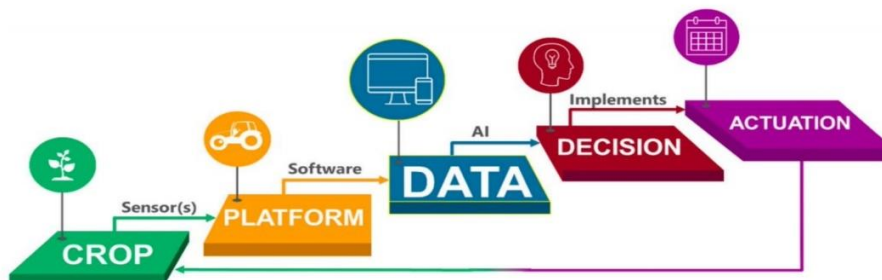 CROP
Sensor(s)
PLATFORM
Software
DATA
AI
DECISION
Implements
ACTUATION